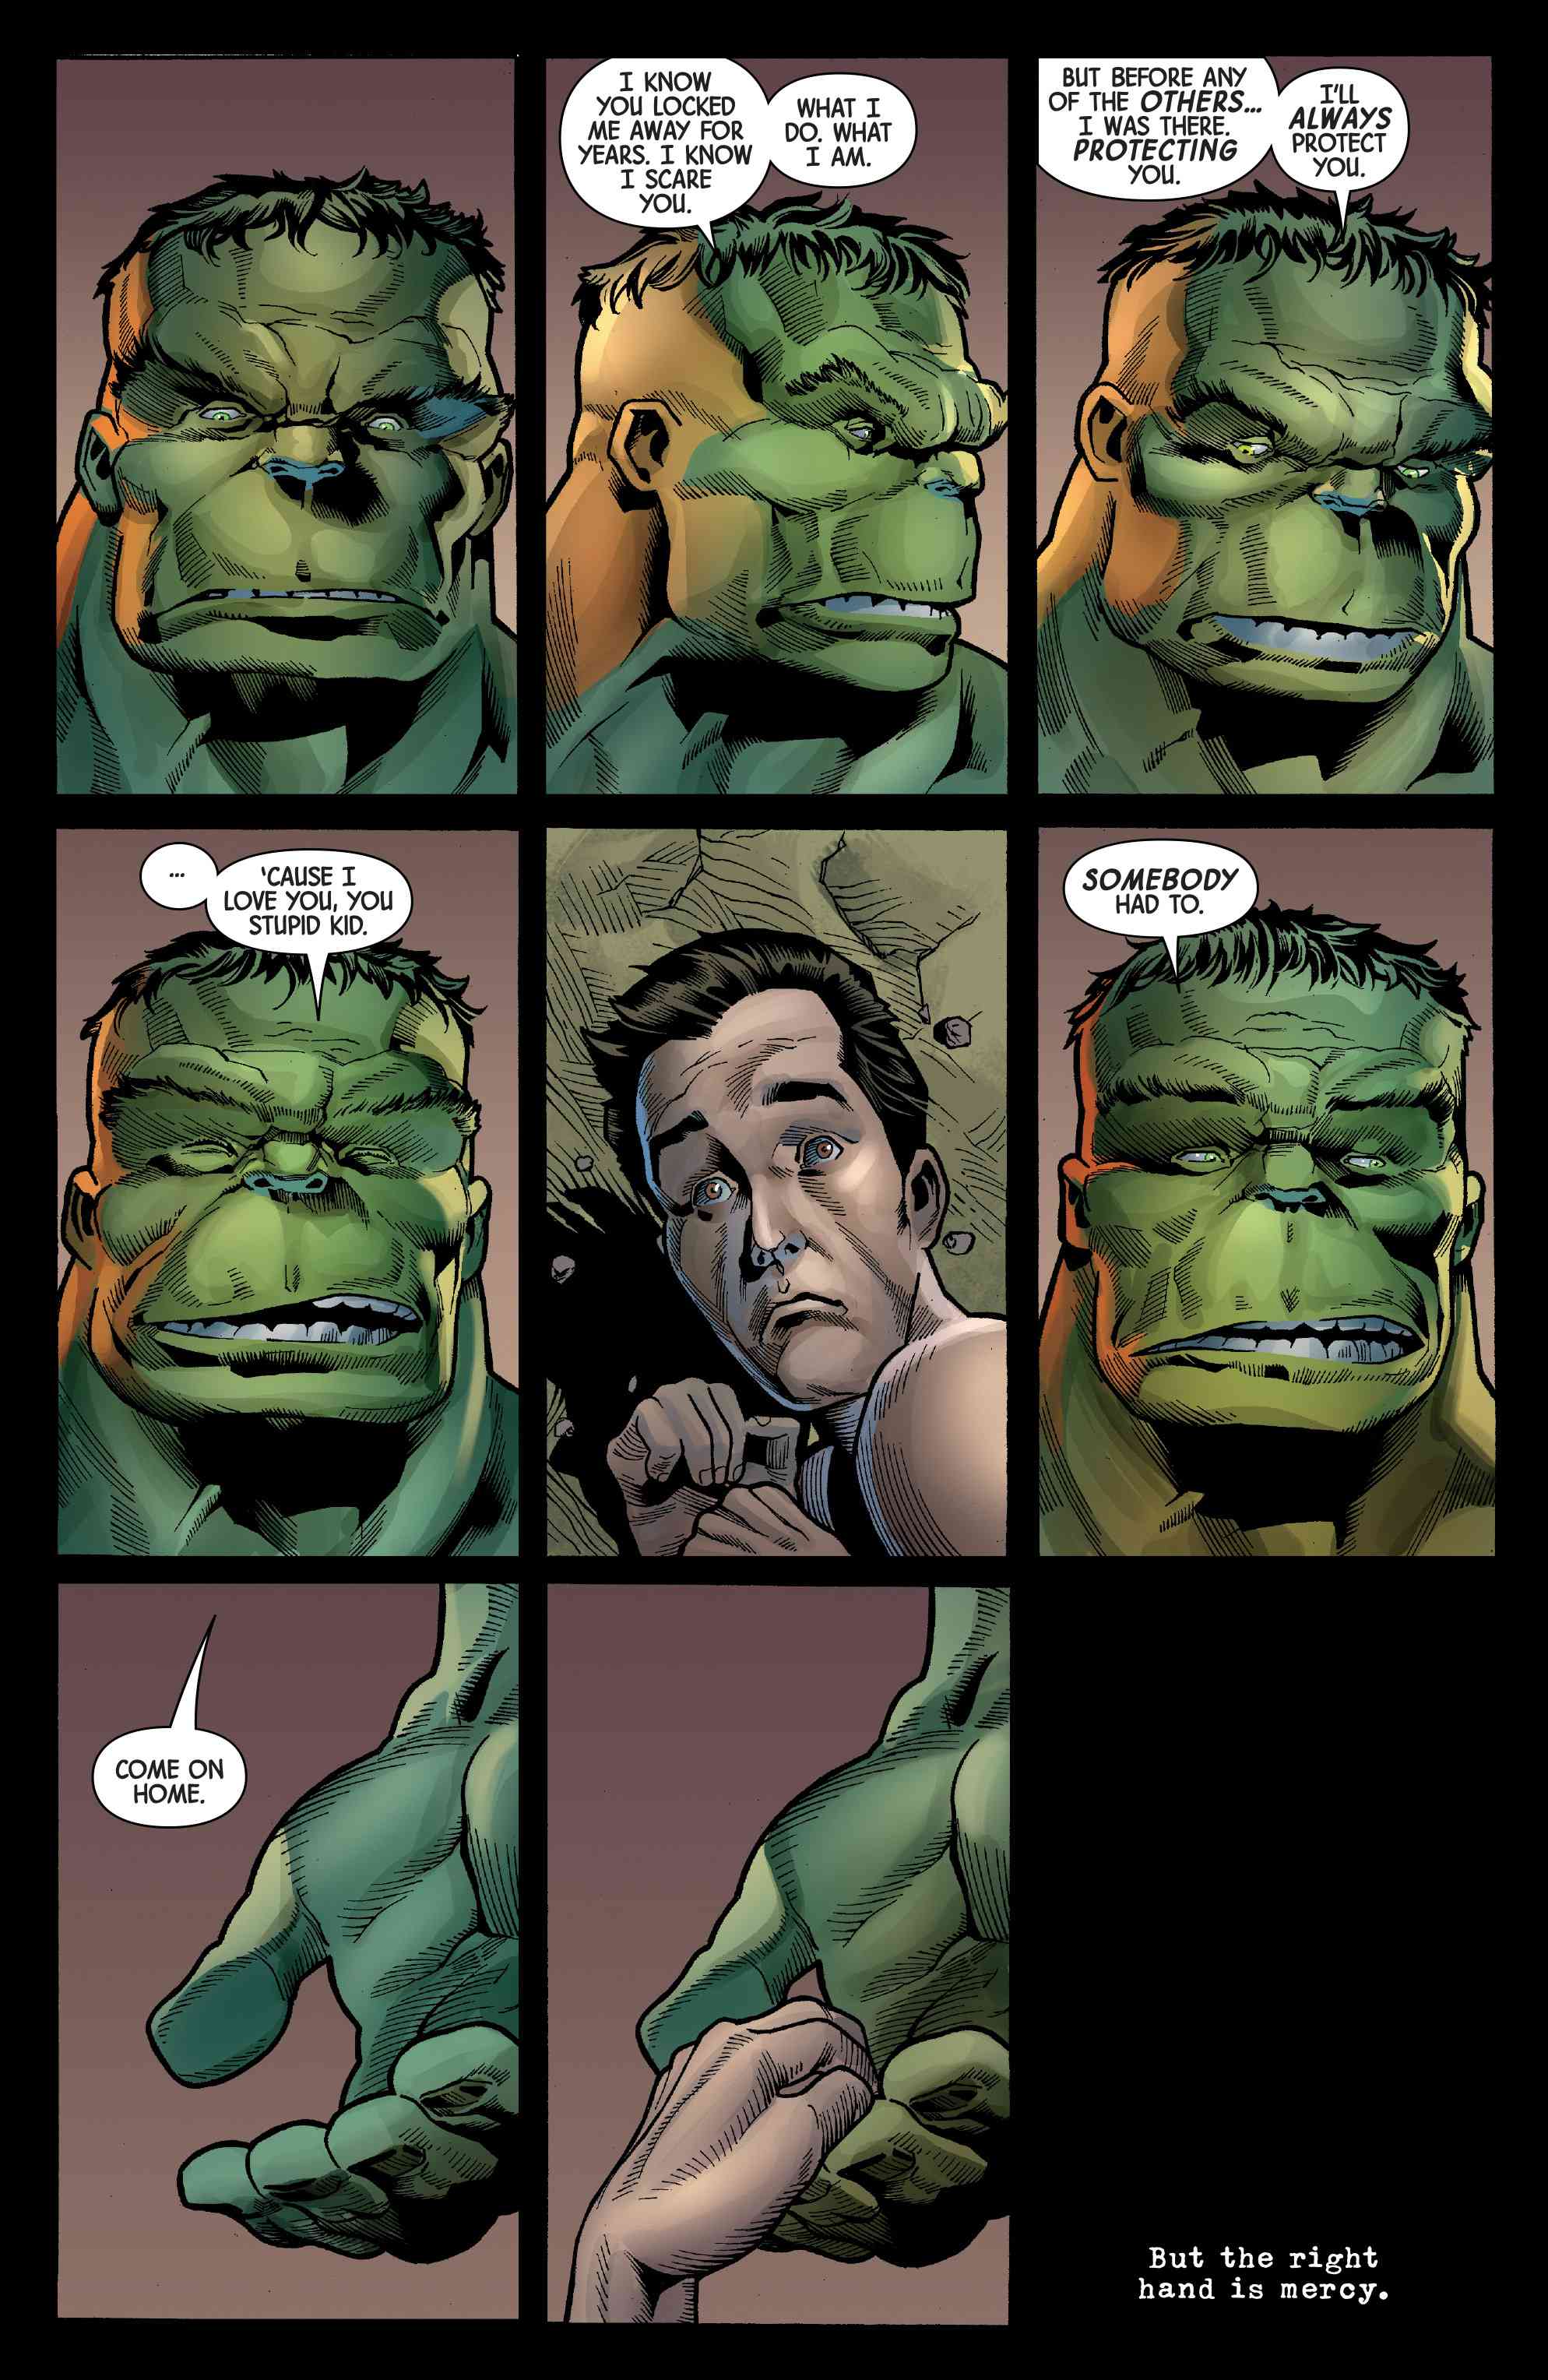 I KNOW
YOU LOCKED
ME AWAY FOR
YEARS. I KNOW
I SCARE
YOU.
WHAT I
DO. WHAT
I AM.
BUT BEFORE ANY
OF THE OTHERS...
I WAS THERE.
PROTECTING
YOU.
I'LL
ALWAYS
PROTECT
YOU.
...
'CAUSE I
LOVE YOU, YOU
STUPID KID.
SOMEBODY
HAD TO.
COME ON
HOME.
But the right
hand is mercy.